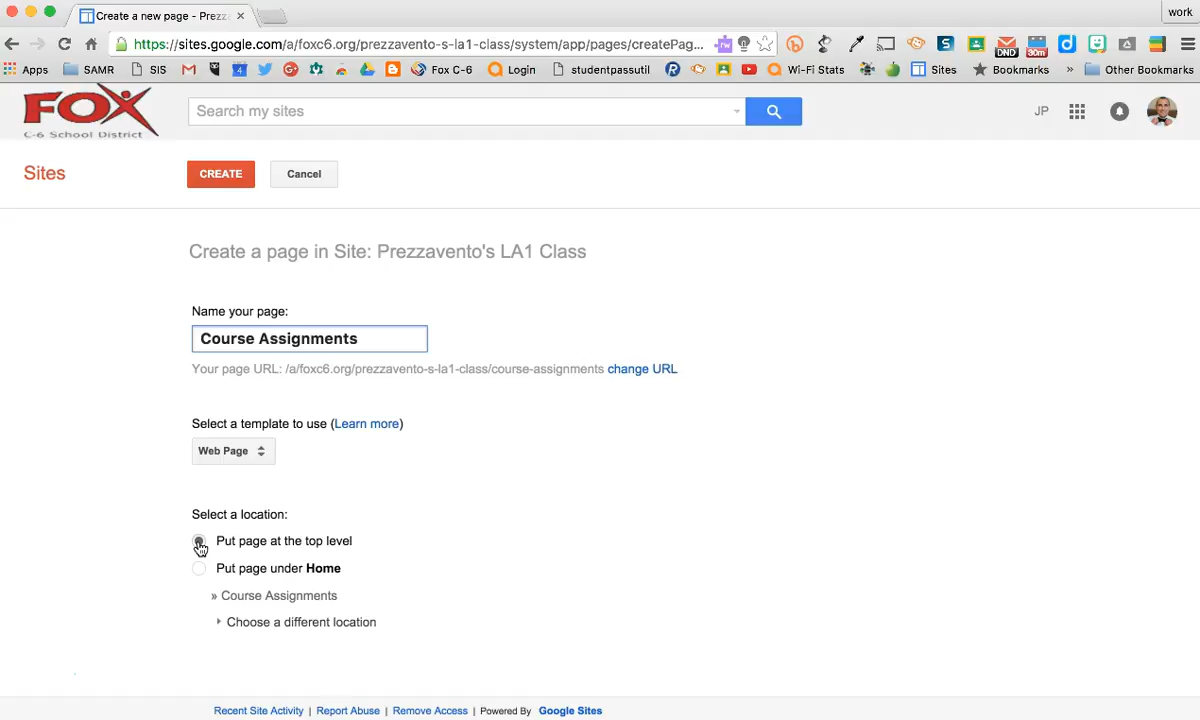 Create a new page - Prezz
work
https://sites.google.com/a/foxc6.org/prezzavento-s-la1-class/system/app/pages/createPag...
Apps SAMR SIS Fox C-6 Login studentpassutil Wi-Fi Stats Sites Bookmarks » Other Bookmarks
DND 30m
FOX
C-6 School District
Search my sites
JP
Sites
CREATE
Cancel
Create a page in Site: Prezzavento's LA1 Class
Name your page:
Course Assignments
Your page URL: /a/foxc6.org/prezzavento-s-la1-class/course-assignments change URL
Select a template to use (Learn more)
Web Page
Select a location:
Put page at the top level
Put page under Home
» Course Assignments
Choose a different location
Recent Site Activity | Report Abuse | Remove Access | Powered By Google Sites